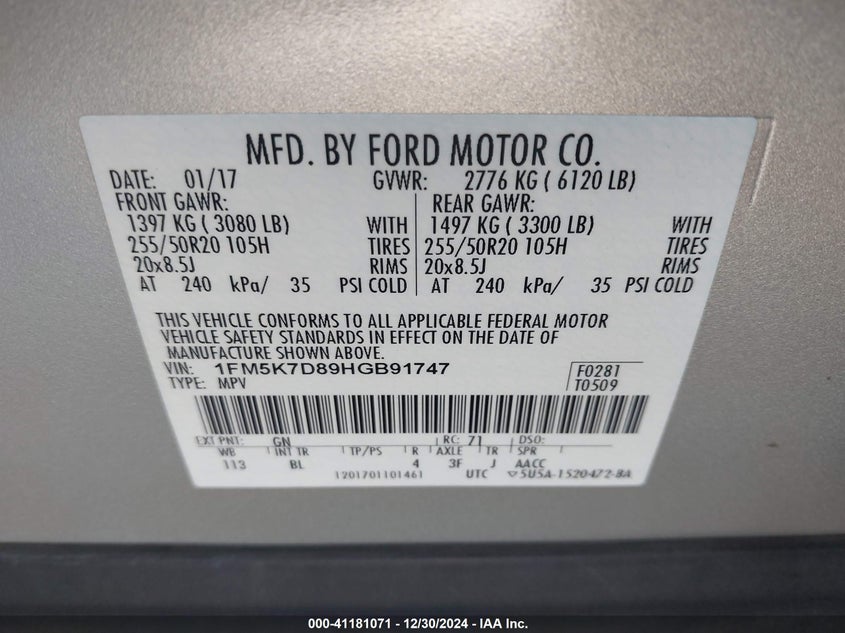 MFD. BY FORD MOTOR CO.
DATE: 01/17 GVWR: 2776 KG ( 6120 LB)
FRONT GAWR: REAR GAWR:
1397 KG ( 3080 LB) WITH 1497 KG ( 3300 LB) WITH
255/50R20 105H TIRES 255/50R20 105H TIRES
20x8.5J RIMS 20x8.5J RIMS
AT 240 kPa/ 35 PSI COLD AT 240 kPa/ 35 PSI COLD
THIS VEHICLE CONFORMS TO ALL APPLICABLE FEDERAL MOTOR
VEHICLE SAFETY STANDARDS IN EFFECT ON THE DATE OF
MANUFACTURE SHOWN ABOVE.
VIN: 1FM5K7D89HGB91747 F0281
TYPE: MPV T0509
EXT PNT: GN RC: 71 DSO:
WB INT TR TP/PS R AXLE TR SPR
113 BL 4 3F J AACC
1201701101461 UTC ▽5U5A-1520472-BA
000-41181071 - 12/30/2024 - IAA Inc.